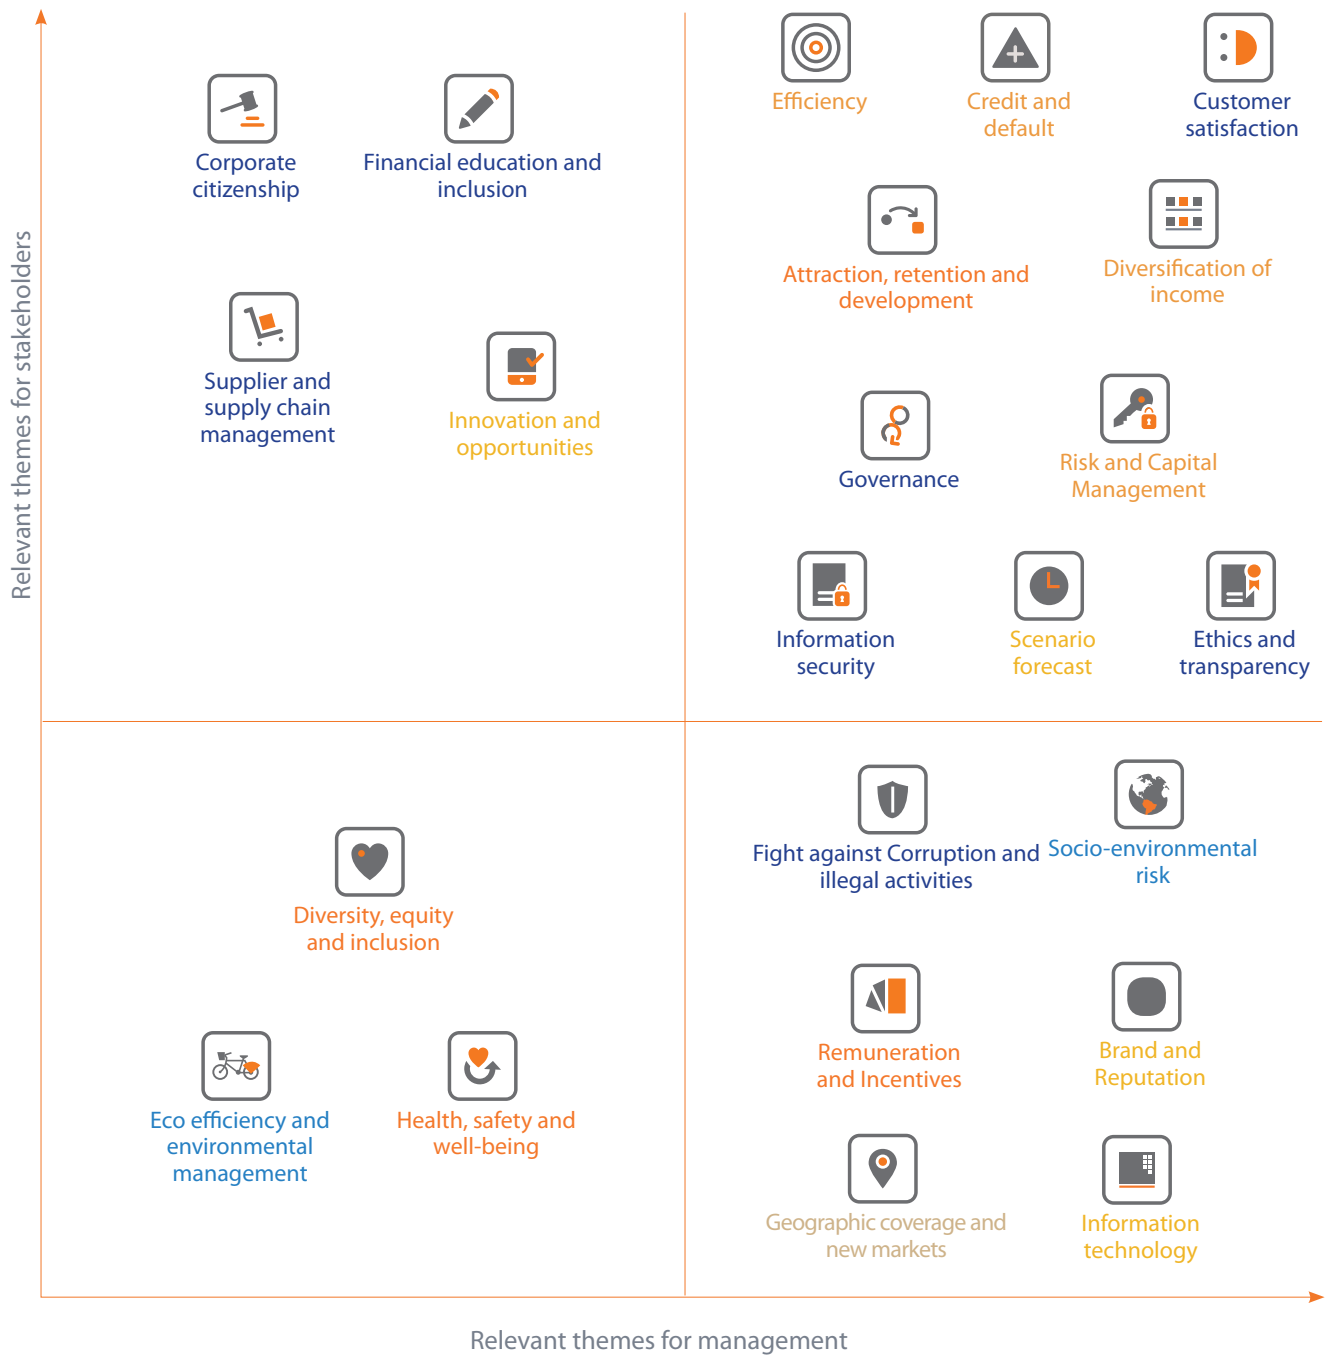 Relevant themes for stakeholders
Corporate
citizenship
Financial education and
inclusion
Supplier and
supply chain
management
Innovation and
opportunities
Efficiency
Credit and
default
Customer
satisfaction
Attraction, retention and
development
Diversification of
income
Governance
Risk and Capital
Management
Information
security
Scenario
forecast
Ethics and
transparency
Diversity, equity
and inclusion
Eco efficiency and
environmental
management
Health, safety and
well-being
Fight against Corruption and
illegal activities
Socio-environmental
risk
Remuneration
and Incentives
Brand and
Reputation
Geographic coverage and
new markets
Information
technology
Relevant themes for management